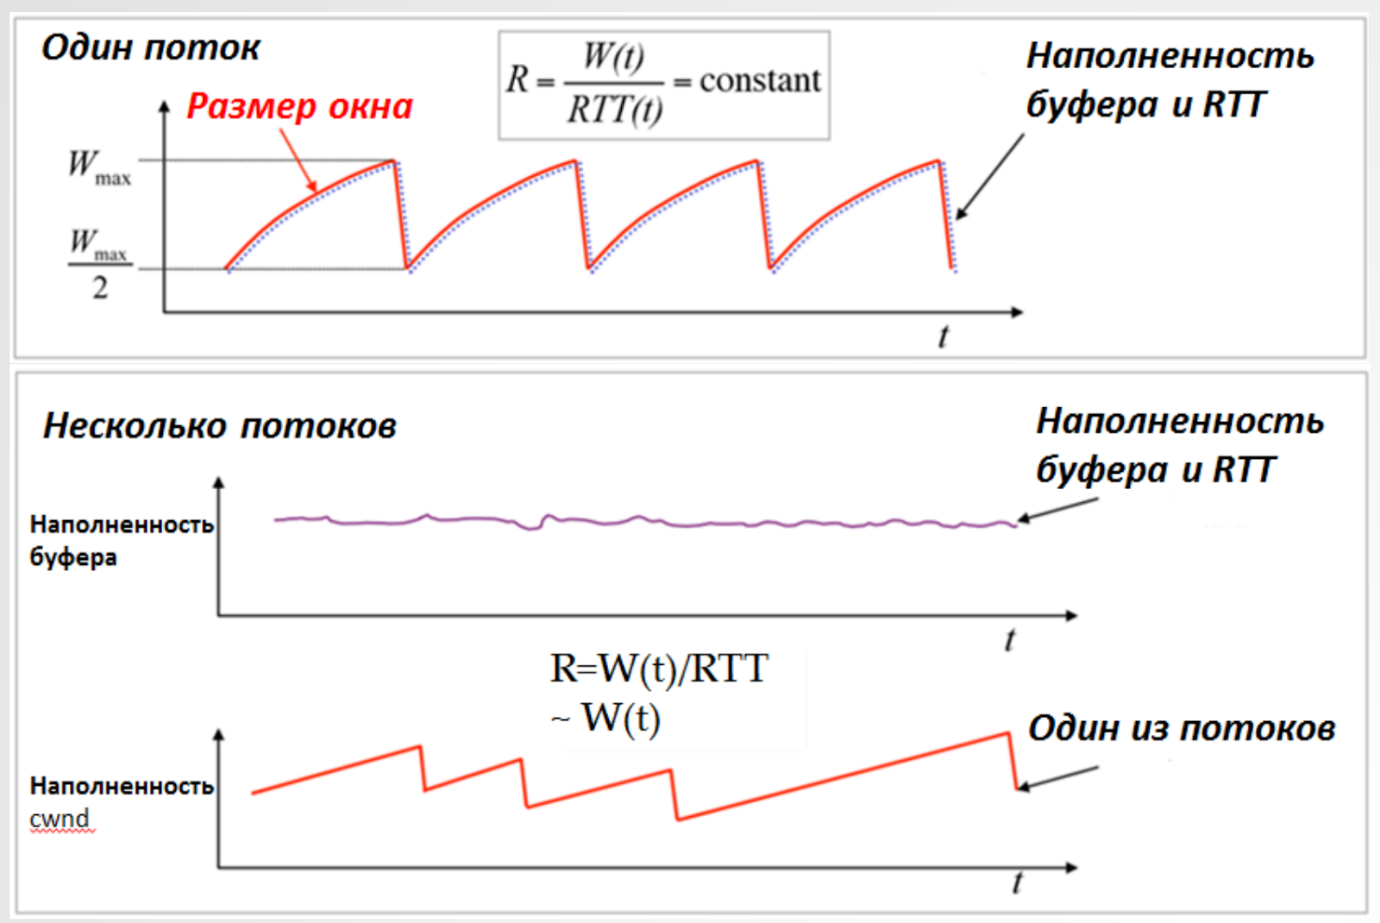 Один поток
Размер окна
R = W(t) / RTT(t) = constant
Наполненность
буфера и RTT
W max
W max / 2
t
Несколько потоков
Наполненность
буфера и RTT
Наполненность
буфера
t
R=W(t)/RTT
~ W(t)
Один из потоков
Наполненность
cwnd
t